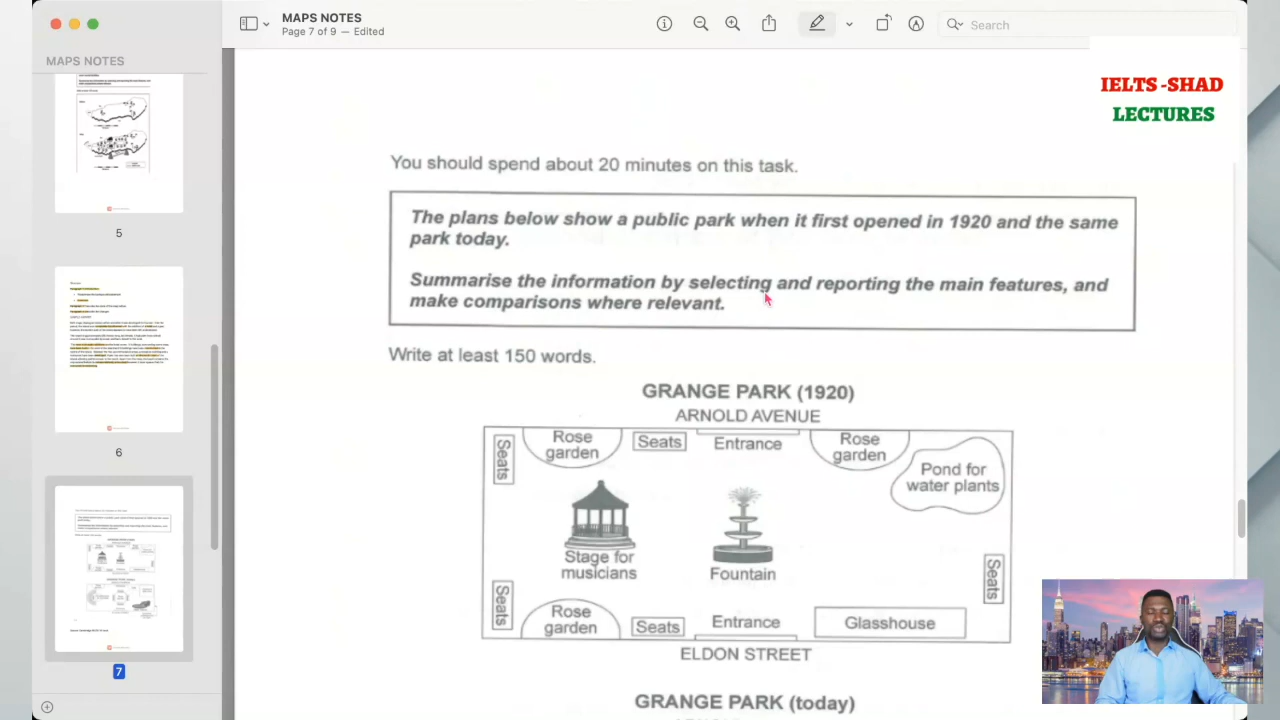 MAPS NOTES
Page 7 of 9 — Edited
Search
MAPS NOTES
IELTS -SHAD
LECTURES
5
6
7
You should spend about 20 minutes on this task.
The plans below show a public park when it first opened in 1920 and the same
park today.
Summarise the information by selecting and reporting the main features, and
make comparisons where relevant.
Write at least 150 words.
GRANGE PARK (1920)
ARNOLD AVENUE
Seats
Rose
garden
Seats
Entrance
Rose
garden
Pond for
water plants
Stage for
musicians
Fountain
Seats
Seats
Rose
garden
Seats
Entrance
Glasshouse
ELDON STREET
GRANGE PARK (today)